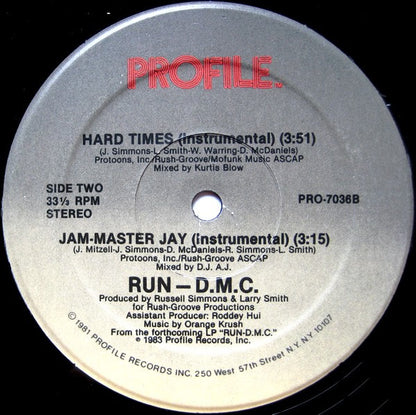 PROFILE
HARD TIMES (instrumental) (3:51)
(J. Simmons-L. Smith-W. Warring-D. McDaniels)
Protoons, Inc./Rush-Groove/Mofunk Music ASCAP
Mixed by Kurtis Blow
SIDE TWO
33⅓ RPM
STEREO
PRO-7036B
JAM-MASTER JAY (instrumental) (3:15)
(J. Mitzell-J. Simmons-D. McDaniels-R. Simmons-L. Smith)
Protoons, Inc./Rush-Groove ASCAP
Mixed by D.J. A.J.
RUN – D.M.C.
Produced by Russell Simmons & Larry Smith
for Rush-Groove Productions
Assistant Producer: Roddey Hui
Music by Orange Krush
From the forthcoming LP "RUN-D.M.C."
℗ 1983 Profile Records, Inc.
© 1981 PROFILE RECORDS INC. 250 West 57th Street N.Y. N.Y. 10107